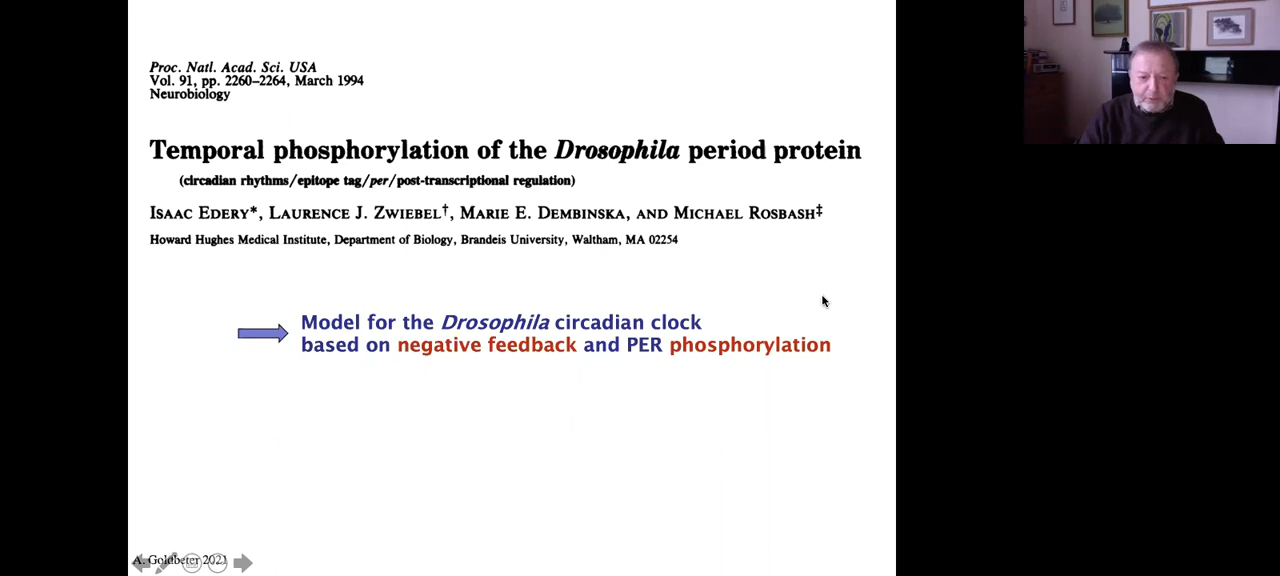 Proc. Natl. Acad. Sci. USA
Vol. 91, pp. 2260–2264, March 1994
Neurobiology
Temporal phosphorylation of the Drosophila period protein
(circadian rhythms/epitope tag/per/post-transcriptional regulation)
ISAAC EDERY*, LAURENCE J. ZWIEBEL†, MARIE E. DEMBINSKA, AND MICHAEL ROSBASH‡
Howard Hughes Medical Institute, Department of Biology, Brandeis University, Waltham, MA 02254
Model for the Drosophila circadian clock
based on negative feedback and PER phosphorylation
A. Goldbeter 2021